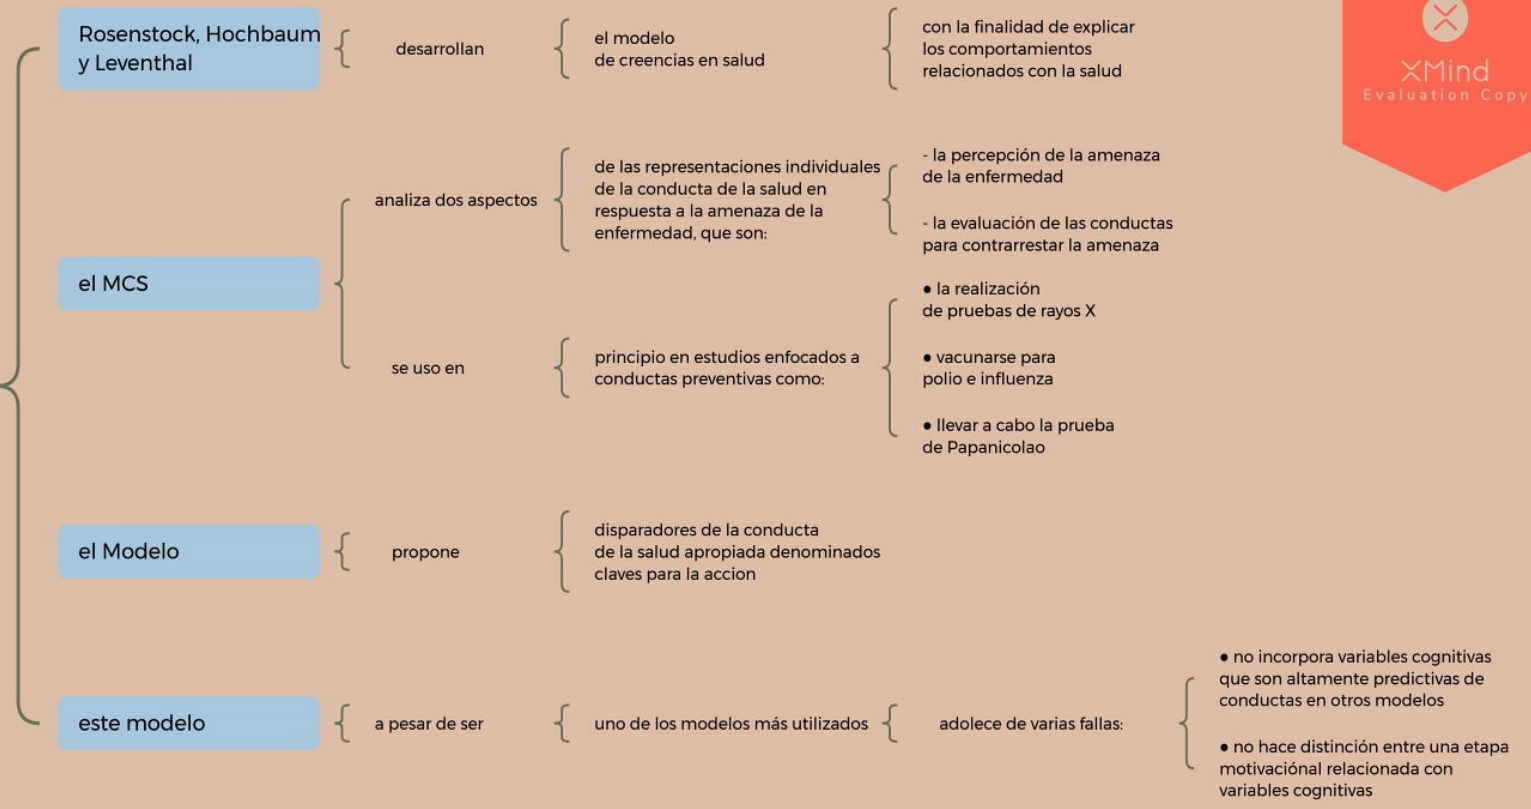 Rosenstock, Hochbaum
y Leventhal
desarrollan
el modelo
de creencias en salud
con la finalidad de explicar
los comportamientos
relacionados con la salud
XMind
Evaluation Copy
el MCS
analiza dos aspectos
de las representaciones individuales
de la conducta de la salud en
respuesta a la amenaza de la
enfermedad, que son:
- la percepción de la amenaza
de la enfermedad
- la evaluación de las conductas
para contrarrestar la amenaza
se uso en
principio en estudios enfocados a
conductas preventivas como:
● la realización
de pruebas de rayos X
● vacunarse para
polio e influenza
● llevar a cabo la prueba
de Papanicolao
el Modelo
propone
disparadores de la conducta
de la salud apropiada denominados
claves para la accion
este modelo
a pesar de ser
uno de los modelos más utilizados
adolece de varias fallas:
● no incorpora variables cognitivas
que son altamente predictivas de
conductas en otros modelos
● no hace distinción entre una etapa
motivaciónal relacionada con
variables cognitivas